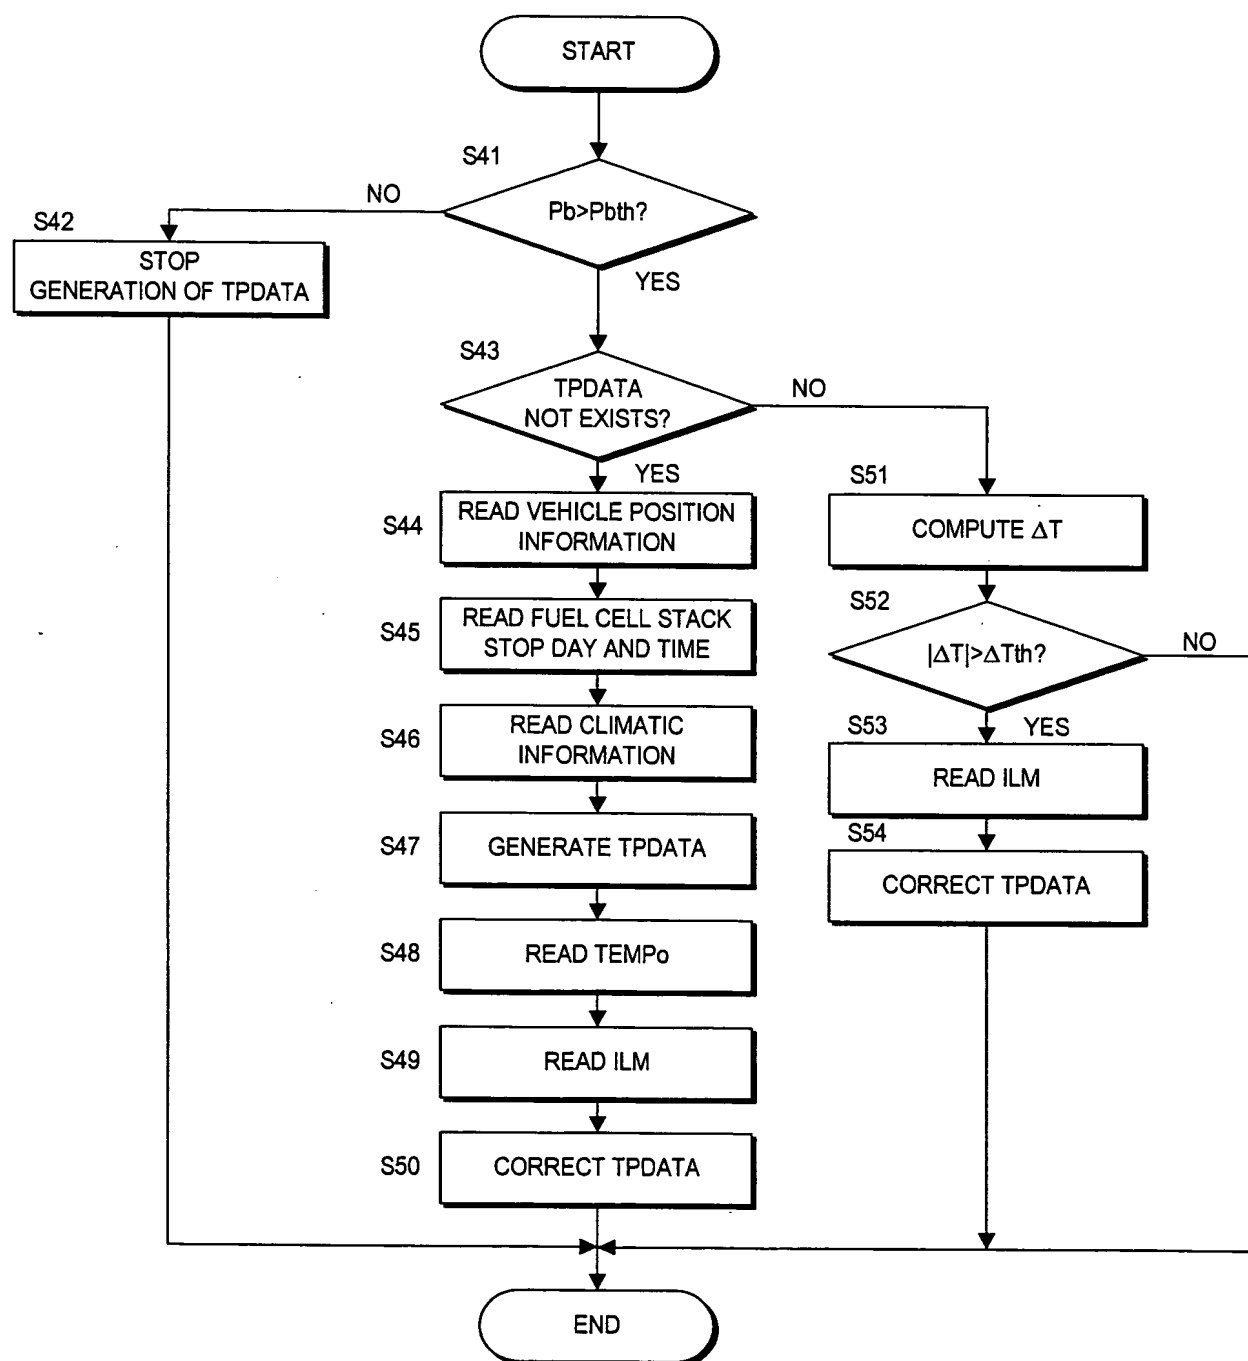 START
S41
Pb>Pbth?
NO
YES
S42
STOP
GENERATION OF TPDATA
S43
TPDATA
NOT EXISTS?
NO
YES
S44
READ VEHICLE POSITION
INFORMATION
S45
READ FUEL CELL STACK
STOP DAY AND TIME
S46
READ CLIMATIC
INFORMATION
S47
GENERATE TPDATA
S48
READ TEMPo
S49
READ ILM
S50
CORRECT TPDATA
S51
COMPUTE ΔT
S52
|ΔT|>ΔTth?
NO
YES
S53
READ ILM
S54
CORRECT TPDATA
END